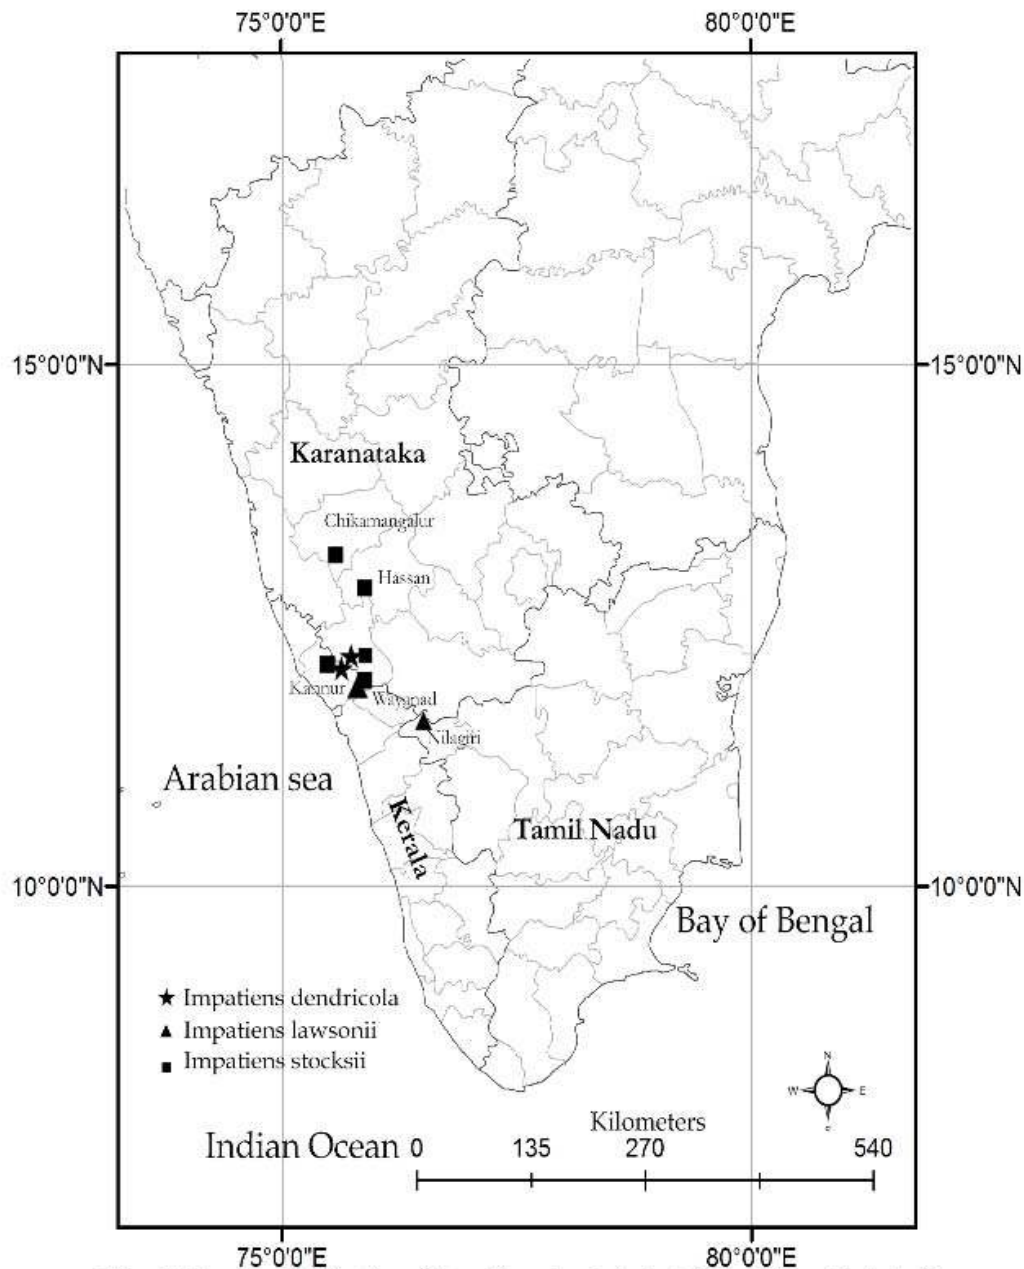 75°0'0"E 80°0'0"E
15°0'0"N 15°0'0"N
Karanataka
Chikamangalur
Hassan
Kannur
Wayanad
Nilagiri
Arabian sea
Kerala
Tamil Nadu
10°0'0"N 10°0'0"N
Bay of Bengal
Impatiens dendricola
Impatiens lawsonii
Impatiens stocksii
N
W E
Kilometers
Indian Ocean 0 135 270 540
75°0'0"E 80°0'0"E